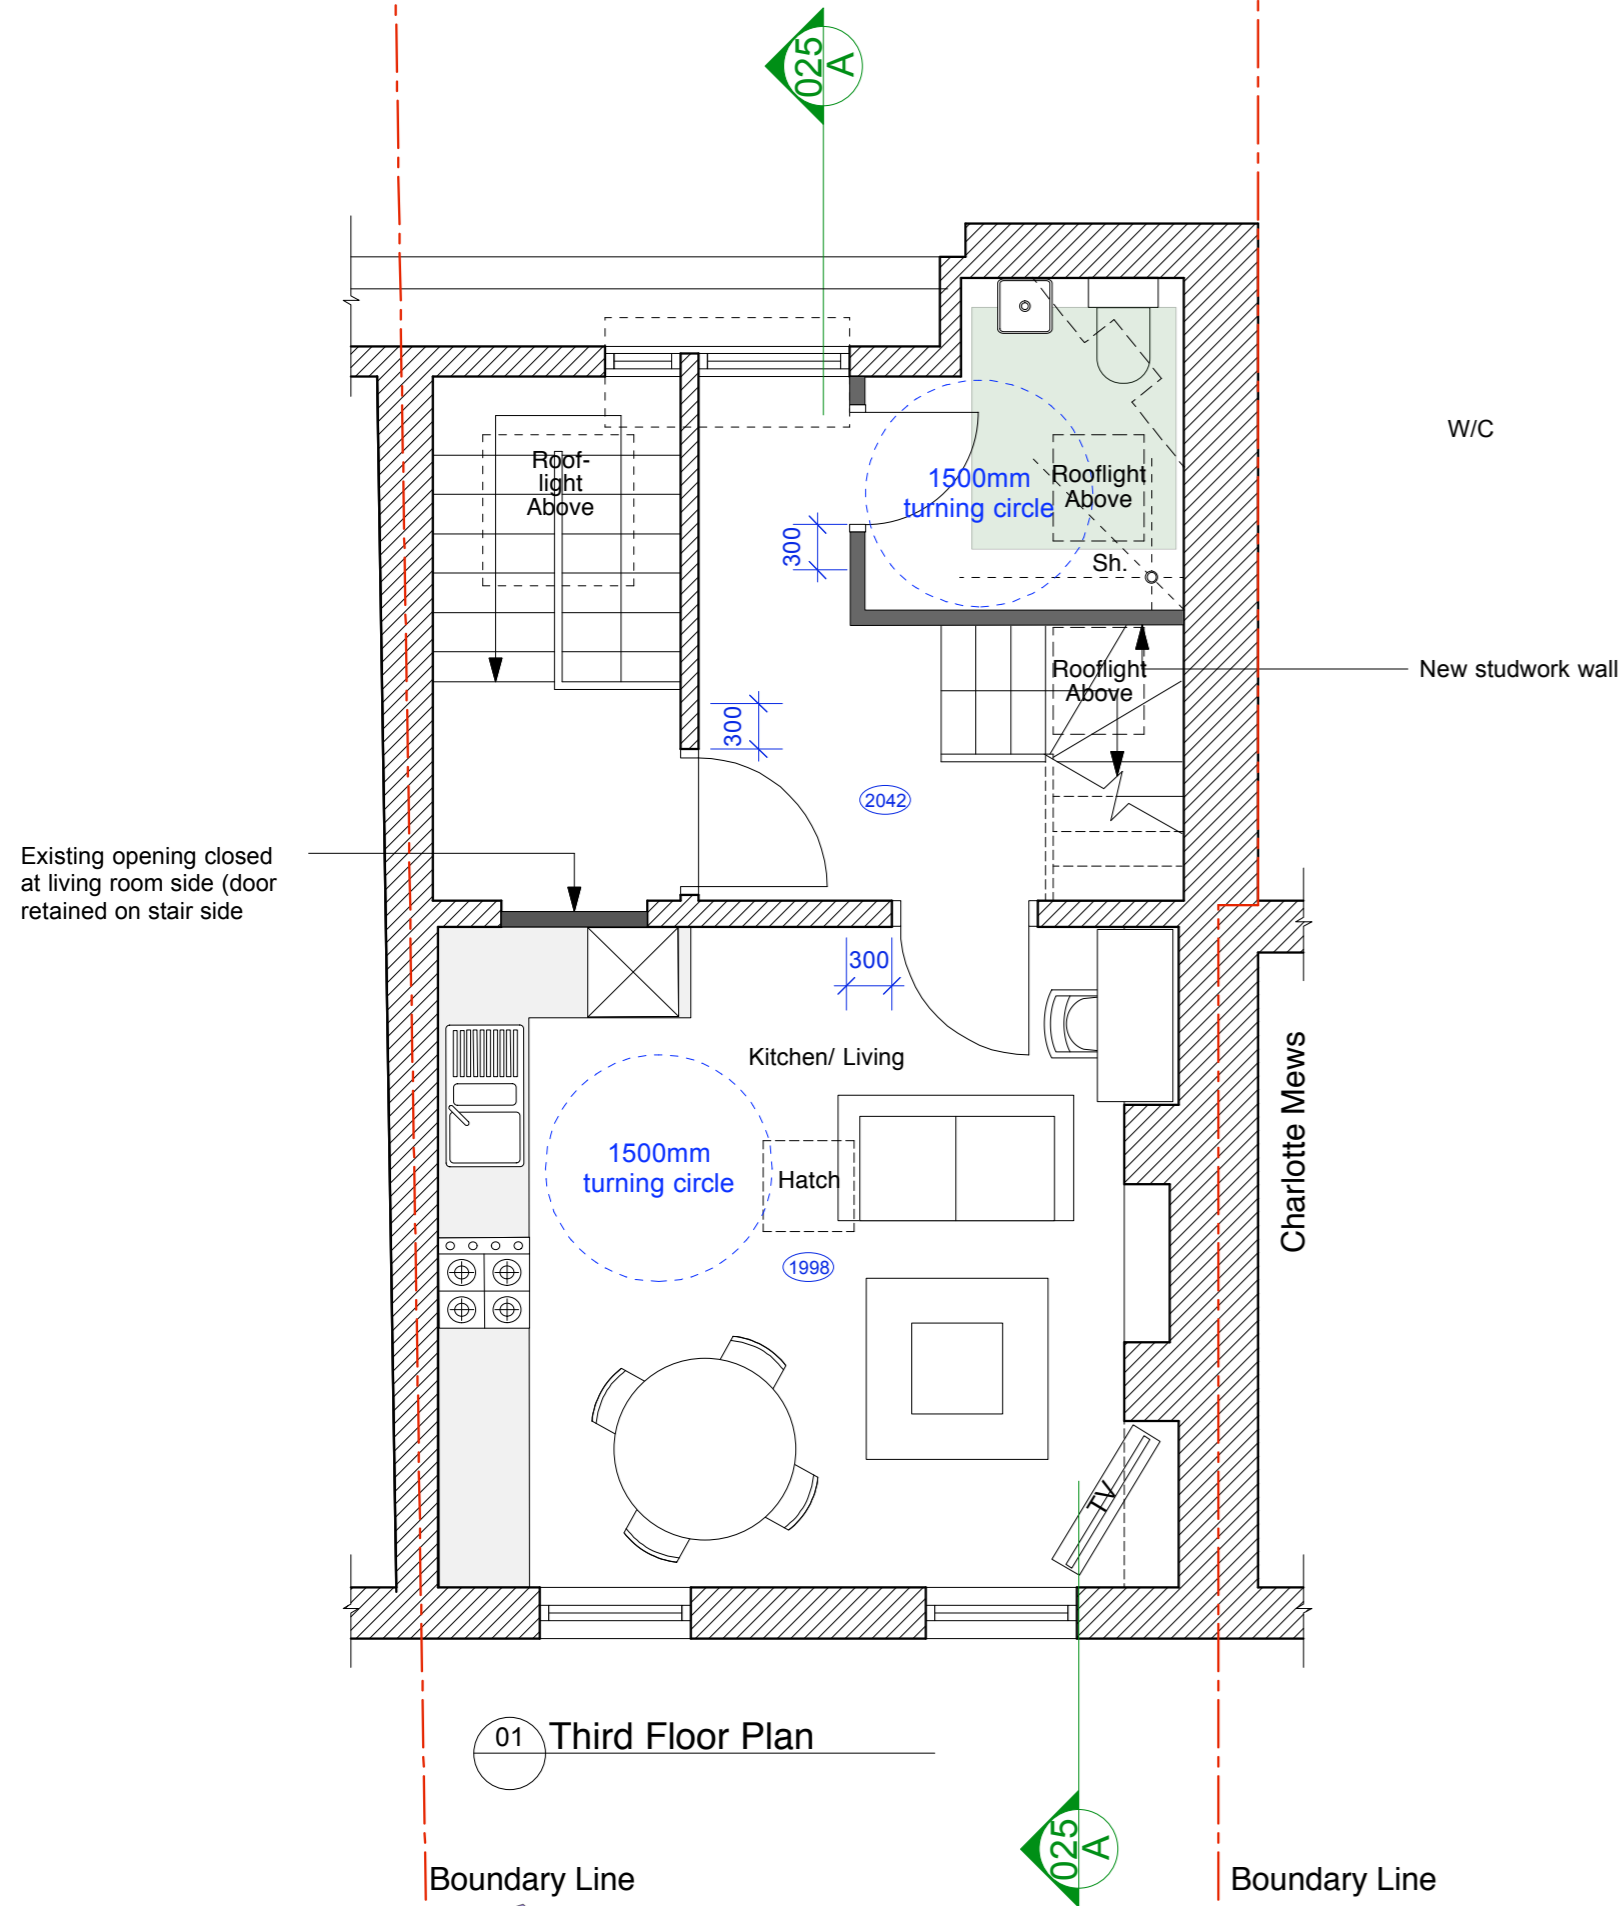 025
A
W/C
Roof-
light
Above
1500mm
turning circle
Rooflight
Above
300
Sh.
Rooflight
Above
New studwork wall
300
2042
Existing opening closed
at living room side (door
retained on stair side
300
Kitchen/ Living
Charlotte Mews
1500mm
turning circle
Hatch
1998
TV
01
Third Floor Plan
025
A
Boundary Line
Boundary Line